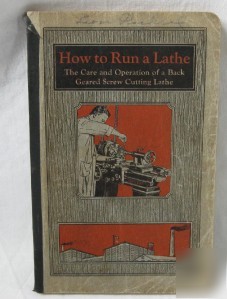 How to Run a Lathe
The Care and Operation of a Back
Geared Screw Cutting Lathe